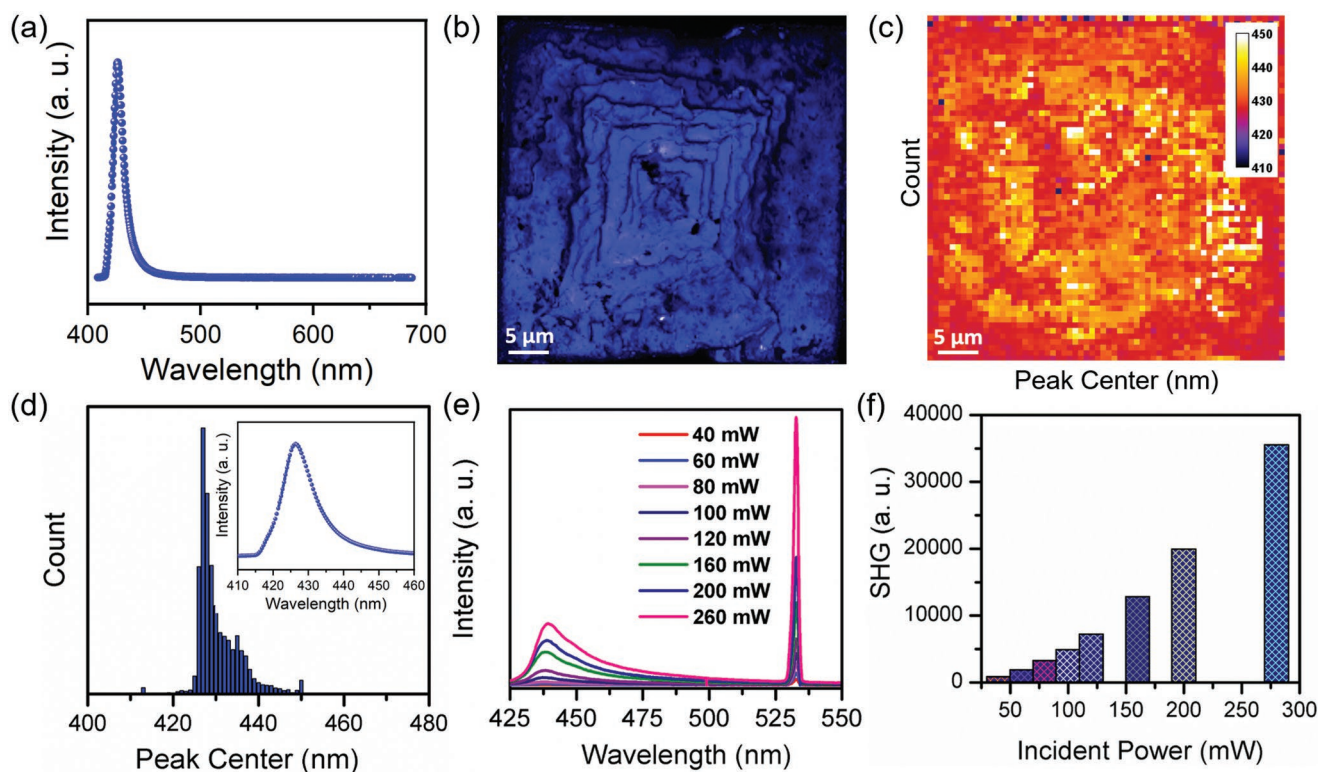 (a)
Intensity (a. u.)
400 500 600 700
Wavelength (nm)
(b)
5 µm
(c)
Count
450
440
430
420
410
5 µm
Peak Center (nm)
(d)
Count
400 420 440 460 480
Peak Center (nm)
Intensity (a. u.)
410 420 430 440 450 460
Wavelength (nm)
(e)
Intensity (a. u.)
40 mW
60 mW
80 mW
100 mW
120 mW
160 mW
200 mW
260 mW
425 450 475 500 525 550
Wavelength (nm)
(f)
SHG (a. u.)
40000
30000
20000
10000
0
50 100 150 200 250 300
Incident Power (mW)